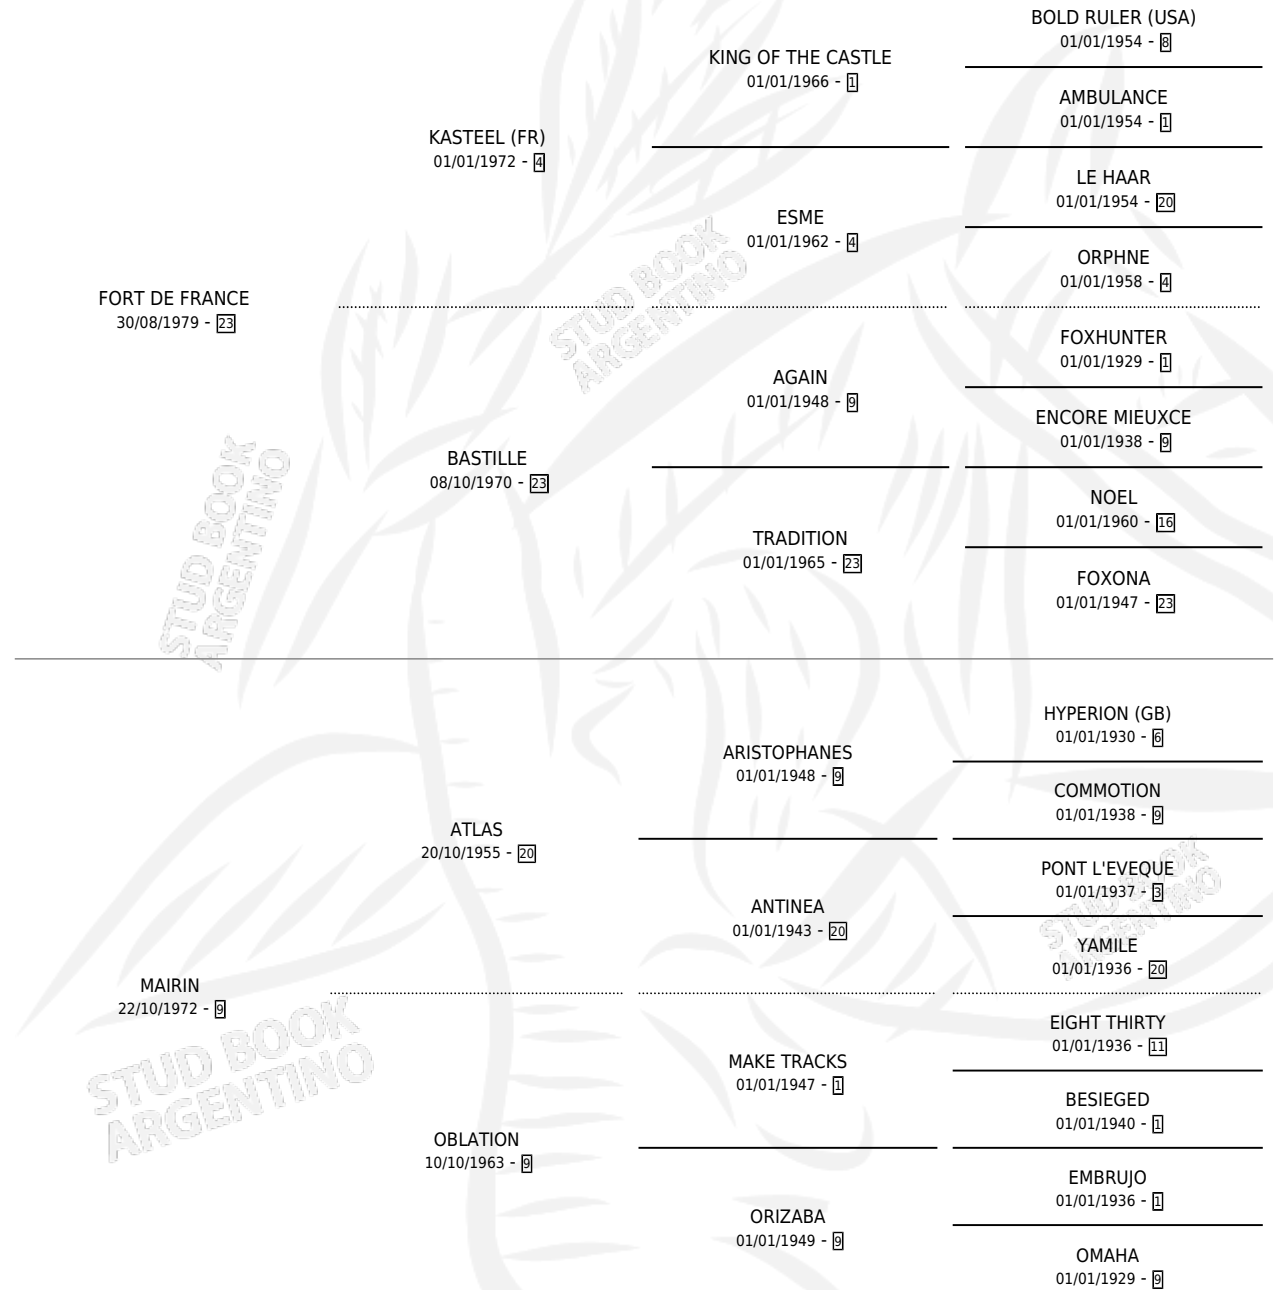 BOLD RULER (USA)
01/01/1954 - 8
KING OF THE CASTLE
01/01/1966 - 1
AMBULANCE
01/01/1954 - 1
KASTEEL (FR)
01/01/1972 - 4
LE HAAR
01/01/1954 - 20
ESME
01/01/1962 - 4
ORPHNE
01/01/1958 - 4
FORT DE FRANCE
30/08/1979 - 23
FOXHUNTER
01/01/1929 - 1
AGAIN
01/01/1948 - 9
ENCORE MIEUXCE
01/01/1938 - 9
BASTILLE
08/10/1970 - 23
NOEL
01/01/1960 - 16
TRADITION
01/01/1965 - 23
FOXONA
01/01/1947 - 23
HYPERION (GB)
01/01/1930 - 6
ARISTOPHANES
01/01/1948 - 9
COMMOTION
01/01/1938 - 9
ATLAS
20/10/1955 - 20
PONT L'EVEQUE
01/01/1937 - 3
ANTINEA
01/01/1943 - 20
YAMILE
01/01/1936 - 20
MAIRIN
22/10/1972 - 9
EIGHT THIRTY
01/01/1936 - 11
MAKE TRACKS
01/01/1947 - 1
BESIEGED
01/01/1940 - 1
OBLATION
10/10/1963 - 9
EMBRUJO
01/01/1936 - 1
ORIZABA
01/01/1949 - 9
OMAHA
01/01/1929 - 9
STUD BOOK
ARGENTINO
STUD BOOK
ARGENTINO
STUD BOOK
ARGENTINO
STUD BOOK
ARGENTINO